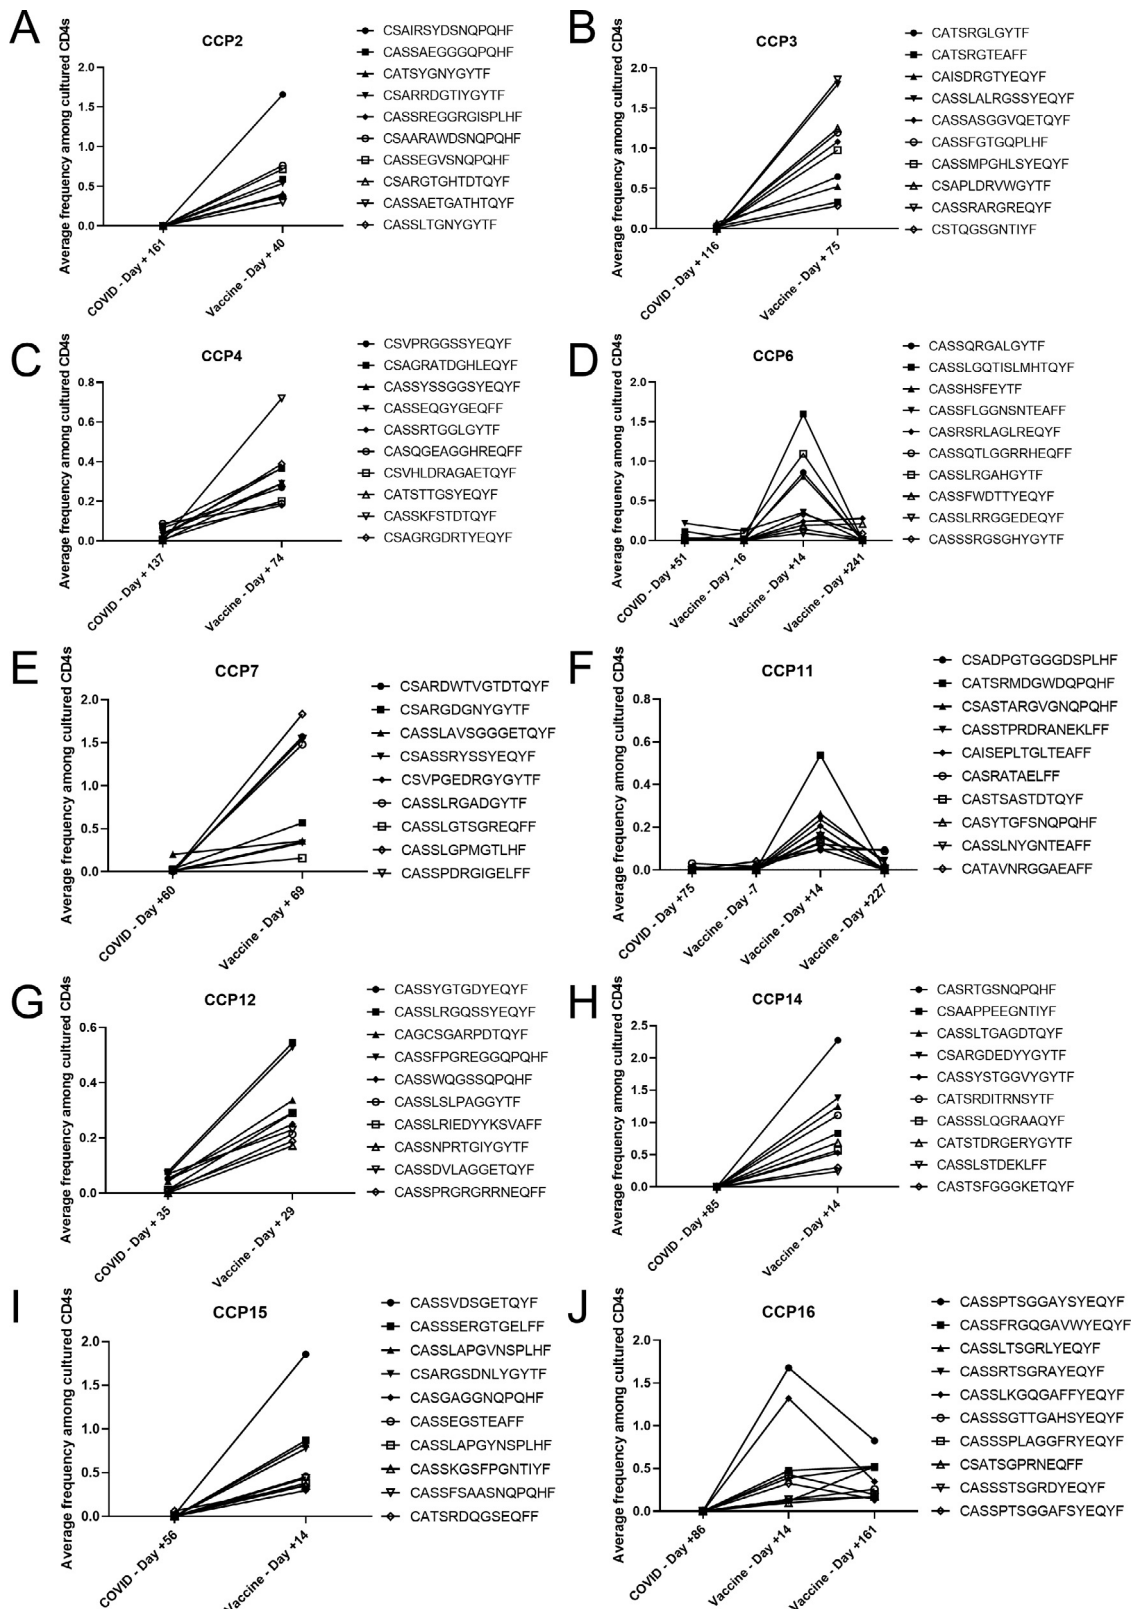 A
CCP2
Average frequency among cultured CD4s
2.0
1.5
1.0
0.5
0.0
COVID - Day + 161
Vaccine - Day + 40
CSAIRSYDSNQPQHF
CASSAEGGGQPQHF
CATSYGNYGYTF
CSARRDGTIYGYTF
CASSREGGRGISPLHF
CSAARAWDSNQPQHF
CASSEGVSNQPQHF
CSARGTGHTDTQYF
CASSAETGATHTQYF
CASSLTGNYGYTF
B
CCP3
Average frequency among cultured CD4s
2.0
1.5
1.0
0.5
0.0
COVID - Day + 116
Vaccine - Day + 75
CATSRGLGYTF
CATSRGTEAFF
CAISDRGTYEQYF
CASSLALRGSSYEQYF
CASSASGGVQETQYF
CASSFGTGQPLHF
CASSMPGHLSYEQYF
CSAPLDRVWGYTF
CASSRARGREQYF
CSTQGSGNTIYF
C
CCP4
Average frequency among cultured CD4s
0.8
0.6
0.4
0.2
0.0
COVID - Day + 137
Vaccine - Day + 74
CSVPRGGSSYEQYF
CSAGRATDGHLEQYF
CASSYSSGGSYEQYF
CASSEQGYGEQFF
CASSRTGGLGYTF
CASQGEAGGHREQFF
CSVHLDRAGAETQYF
CATSTTGSYEQYF
CASSKFSTDTQYF
CSAGRGDRTYEQYF
D
CCP6
Average frequency among cultured CD4s
2.0
1.5
1.0
0.5
0.0
COVID - Day +51
Vaccine - Day - 16
Vaccine - Day +14
Vaccine - Day +241
CASSQRGALGYTF
CASSLGQTISLMHTQYF
CASSHSFEYTF
CASSFLGGNSNTEAFF
CASRSRLAGLREQYF
CASSQTLGGRRHEQFF
CASSLRGAHGYTF
CASSFWDTTYEQYF
CASSLRRGGEDEQYF
CASSSRGSGHYGYTF
E
CCP7
Average frequency among cultured CD4s
2.0
1.5
1.0
0.5
0.0
COVID - Day +60
Vaccine - Day + 69
CSARDWTVGTDTQYF
CSARGDGNYGYTF
CASSLAVSGGGETQYF
CSASSRYSSYEQYF
CSVPGEDRGYGYTF
CASSLRGADGYTF
CASSLGTSGREQFF
CASSLGPMGTLHF
CASSPDRGIGELFF
F
CCP11
Average frequency among cultured CD4s
0.8
0.6
0.4
0.2
0.0
COVID - Day +75
Vaccine - Day -7
Vaccine - Day +14
Vaccine - Day +227
CSADPGTGGGDSPLHF
CATSRMDGWDQPQHF
CSASTARGVGNQPQHF
CASSTPRDRANEKLFF
CAISEPLTGLTEAFF
CASRATAELFF
CASTSASTDTQYF
CASYTGFSNQPQHF
CASSLNYGNTEAFF
CATAVNRGGAEAFF
G
CCP12
Average frequency among cultured CD4s
0.6
0.4
0.2
0.0
COVID - Day + 35
Vaccine - Day + 29
CASSYGTGDYEQYF
CASSLRGQSSYEQYF
CAGCSGARPDTQYF
CASSFPGREGGQPQHF
CASSWQGSSQPQHF
CASSLSLPAGGYTF
CASSLRIEDYYKSVAFF
CASSNPRTGIYGYTF
CASSDVLAGGETQYF
CASSPRGRGRRNEQFF
H
CCP14
Average frequency among cultured CD4s
2.5
2.0
1.5
1.0
0.5
0.0
COVID - Day +85
Vaccine - Day +14
CASRTGSNQPQHF
CSAAPPEEGNTIYF
CASSLTGAGDTQYF
CSARGDEDYYGYTF
CASSYSTGGVYGYTF
CATSRDITRNSYTF
CASSSLQGRAAQYF
CATSTDRGERYGYTF
CASSLSTDEKLFF
CASTSFGGGKETQYF
I
CCP15
Average frequency among cultured CD4s
2.0
1.5
1.0
0.5
0.0
COVID - Day +56
Vaccine - Day +14
CASSVDSGETQYF
CASSSERGTGELFF
CASSLAPGVNSPLHF
CSARGSDNLYGYTF
CASGAGGNQPQHF
CASSEGSTEAFF
CASSLAPGYNSPLHF
CASSKGSFPGNTIYF
CASSFSAASNQPQHF
CATSRDQGSEQFF
J
CCP16
Average frequency among cultured CD4s
2.0
1.5
1.0
0.5
0.0
COVID - Day +86
Vaccine - Day +14
Vaccine - Day +161
CASSPTSGGAYSYEQYF
CASSFRGQGAVWYEQYF
CASSLTSGRLYEQYF
CASSRTSGRAYEQYF
CASSLKGQGAFFYEQYF
CASSSGTTGAHSYEQYF
CASSSPLAGGFRYEQYF
CSATSGPRNEQFF
CASSSTSGRDYEQYF
CASSPTSGGAFSYEQYF